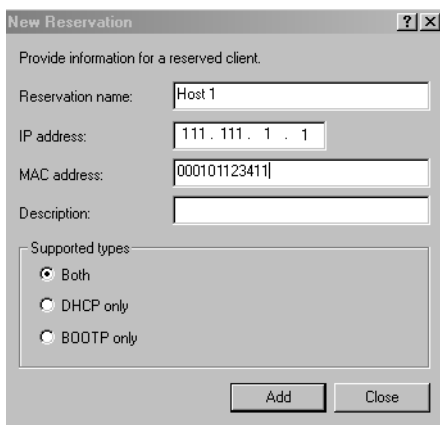 New Reservation
Provide information for a reserved client.
Reservation name: Host 1
IP address: 111 . 111 . 1 . 1
MAC address: 000101123411
Description:
Supported types
Both
DHCP only
BOOTP only
Add Close